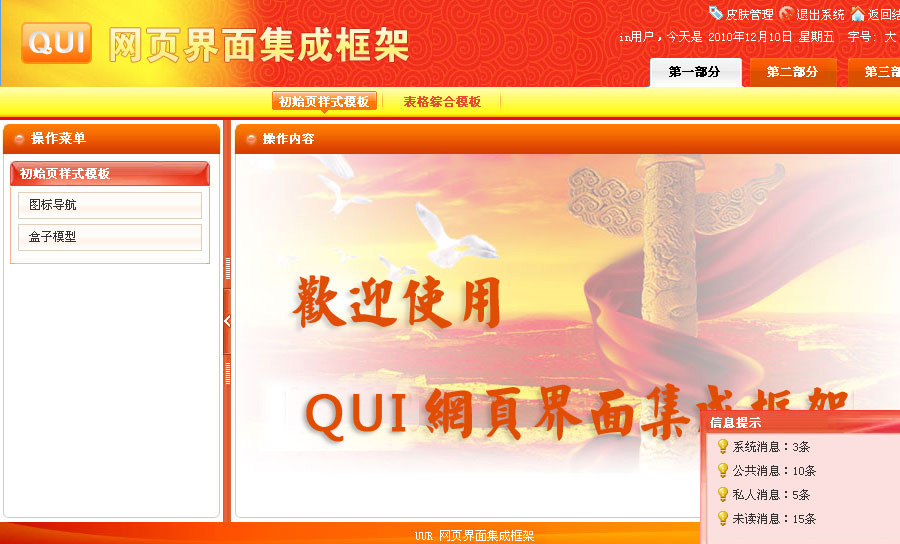 QUI 网页界面集成框架
皮肤管理 退出系统 返回
in用户，今天是 2010年12月10日 星期五 字号: 大
第一部分 第二部分 第三部
初始页样式模板 表格综合模板
操作菜单
初始页样式模板
图标导航
盒子模型
操作内容
歡迎使用
QUI 網頁界面集成框架
信息提示
系统消息：3条
公共消息：10条
私人消息：5条
未读消息：15条
UUR 网页界面集成框架